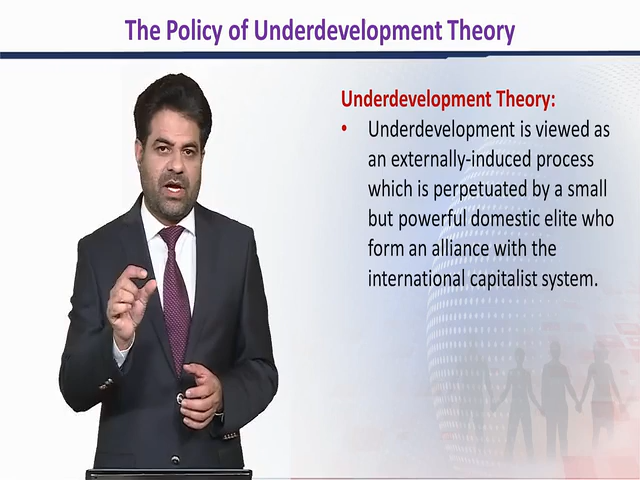 The Policy of Underdevelopment Theory
Underdevelopment Theory:
• Underdevelopment is viewed as
an externally-induced process
which is perpetuated by a small
but powerful domestic elite who
form an alliance with the
international capitalist system.